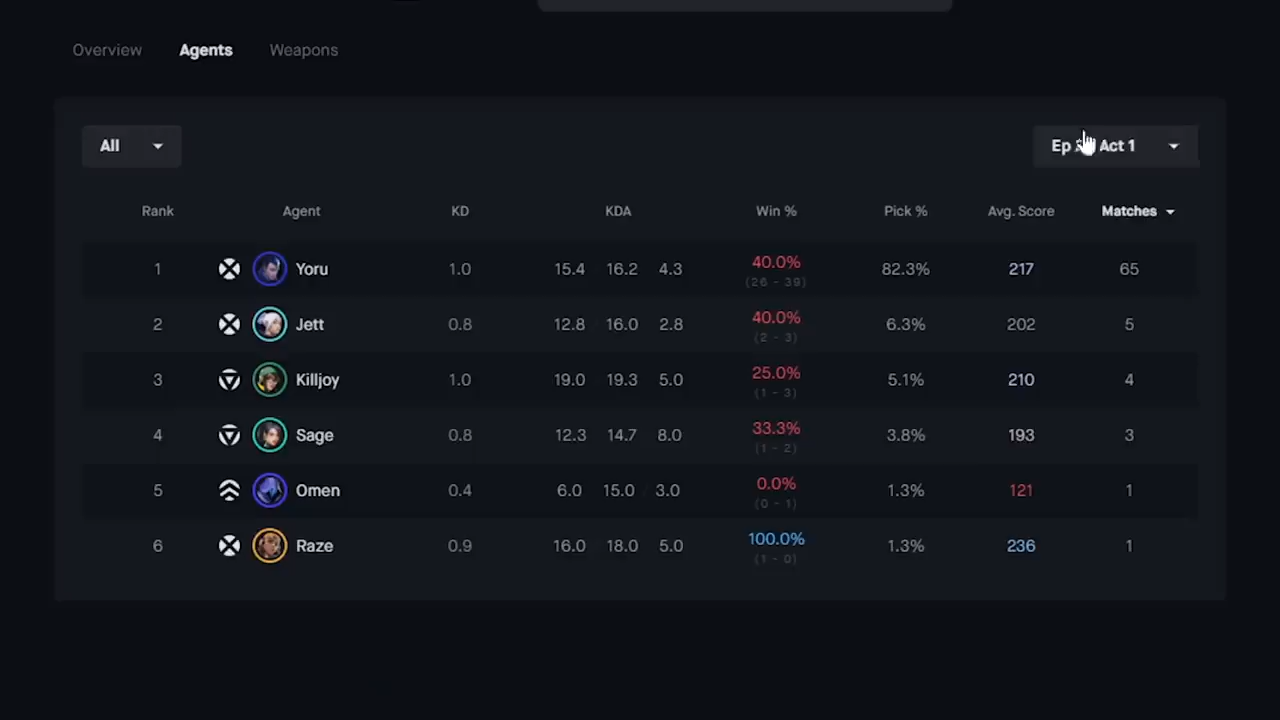 Overview Agents Weapons
All Ep Act 1
Rank Agent KD KDA Win % Pick % Avg. Score Matches
1 Yoru 1.0 15.4 16.2 4.3 40.0% 82.3% 217 65
(26 - 39)
2 Jett 0.8 12.8 16.0 2.8 40.0% 6.3% 202 5
(2 - 3)
3 Killjoy 1.0 19.0 19.3 5.0 25.0% 5.1% 210 4
(1 - 3)
4 Sage 0.8 12.3 14.7 8.0 33.3% 3.8% 193 3
(1 - 2)
5 Omen 0.4 6.0 15.0 3.0 0.0% 1.3% 121 1
(0 - 1)
6 Raze 0.9 16.0 18.0 5.0 100.0% 1.3% 236 1
(1 - 0)